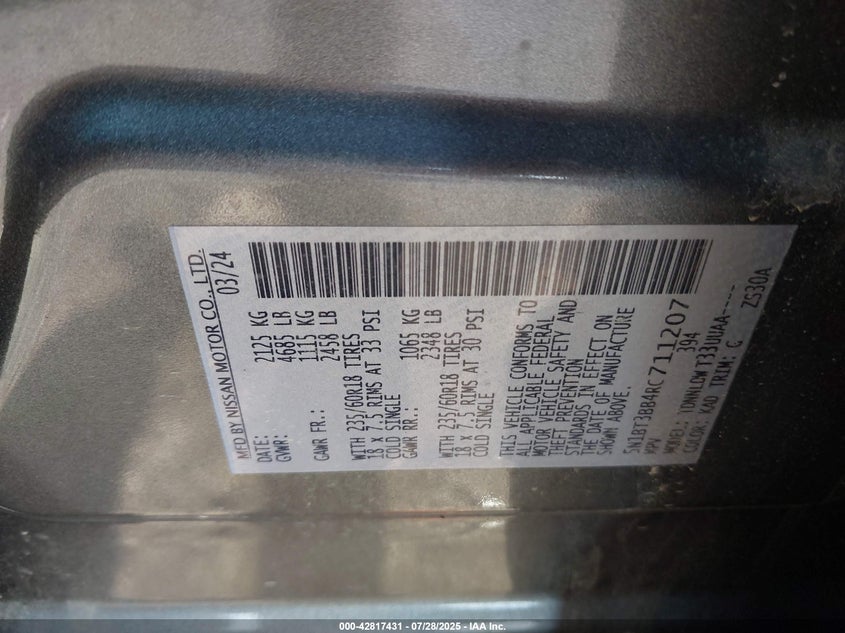 MFD BY NISSAN MOTOR CO., LTD.
DATE: 03/24
GVWR: 2125 KG
4685 LB
GAWR FR.: 1115 KG
2458 LB
WITH 235/60R18 TIRES
18 x 7.5 RIMS AT 33 PSI
COLD SINGLE
GAWR RR.: 1065 KG
2348 LB
WITH 235/60R18 TIRES
18 x 7.5 RIMS AT 30 PSI
COLD SINGLE
THIS VEHICLE CONFORMS TO
ALL APPLICABLE FEDERAL
MOTOR VEHICLE SAFETY AND
THEFT PREVENTION
STANDARDS IN EFFECT ON
THE DATE OF MANUFACTURE
SHOWN ABOVE.
5N1BT3BB4RC711207
MPV 394
MODEL:
COLOR: KAD TRIM: G ZS30A
000-42817431 | 07/28/2025 | IAA Inc.